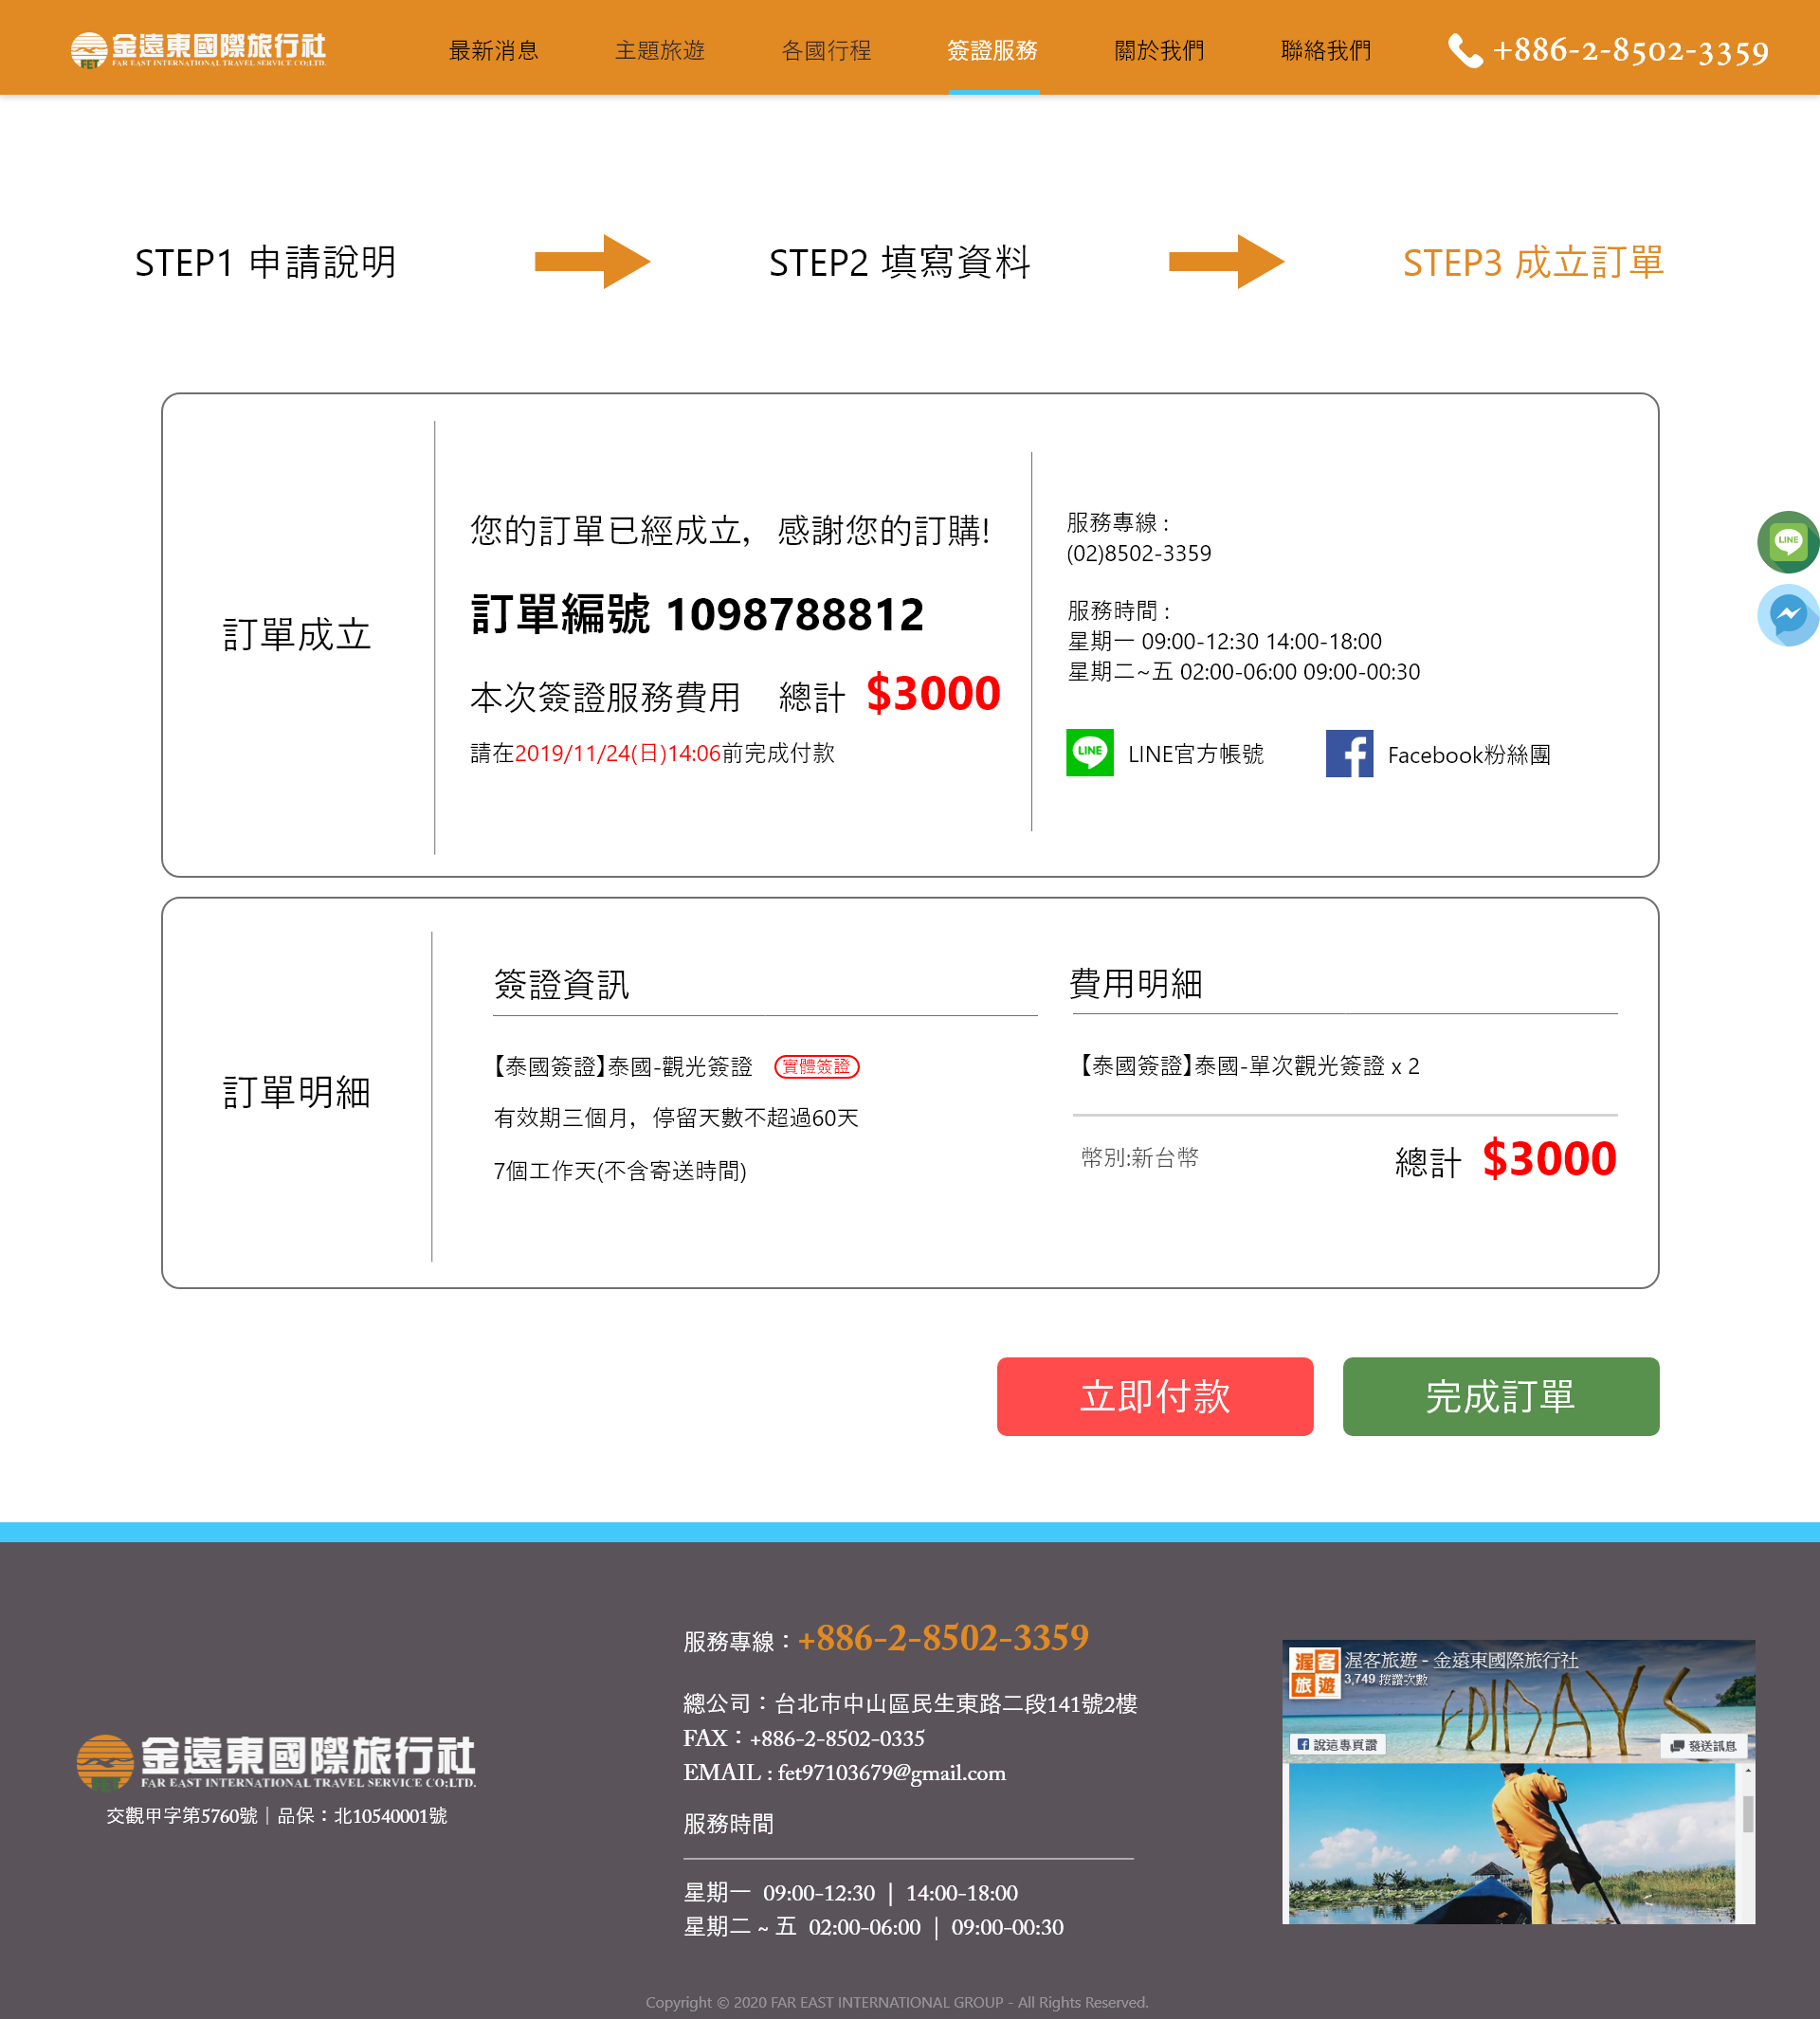 金遠東國際旅行社
FAR EAST INTERNATIONAL TRAVEL SERVICE CO;LTD.
FET
最新消息
主題旅遊
各國行程
簽證服務
關於我們
聯絡我們
+886-2-8502-3359
STEP1 申請說明
STEP2 填寫資料
STEP3 成立訂單
訂單成立
您的訂單已經成立，感謝您的訂購!
訂單編號 1098788812
本次簽證服務費用 總計 $3000
請在2019/11/24(日)14:06前完成付款
服務專線 :
(02)8502-3359
服務時間 :
星期一 09:00-12:30 14:00-18:00
星期二~五 02:00-06:00 09:00-00:30
LINE
LINE官方帳號
Facebook粉絲團
LINE
訂單明細
簽證資訊
【泰國簽證】泰國-觀光簽證 實體簽證
有效期三個月，停留天數不超過60天
7個工作天(不含寄送時間)
費用明細
【泰國簽證】泰國-單次觀光簽證 x 2
幣別:新台幣
總計 $3000
立即付款
完成訂單
金遠東國際旅行社
FAR EAST INTERNATIONAL TRAVEL SERVICE CO;LTD.
FET
交觀甲字第5760號｜品保：北10540001號
服務專線：+886-2-8502-3359
總公司：台北市中山區民生東路二段141號2樓
FAX：+886-2-8502-0335
EMAIL : fet97103679@gmail.com
服務時間
星期一 09:00-12:30 | 14:00-18:00
星期二 ~ 五 02:00-06:00 | 09:00-00:30
渥客旅遊
渥客旅遊 - 金遠東國際旅行社
3,749 按讚次數
FRIDAYS
說這專頁讚
發送訊息
Copyright © 2020 FAR EAST INTERNATIONAL GROUP - All Rights Reserved.